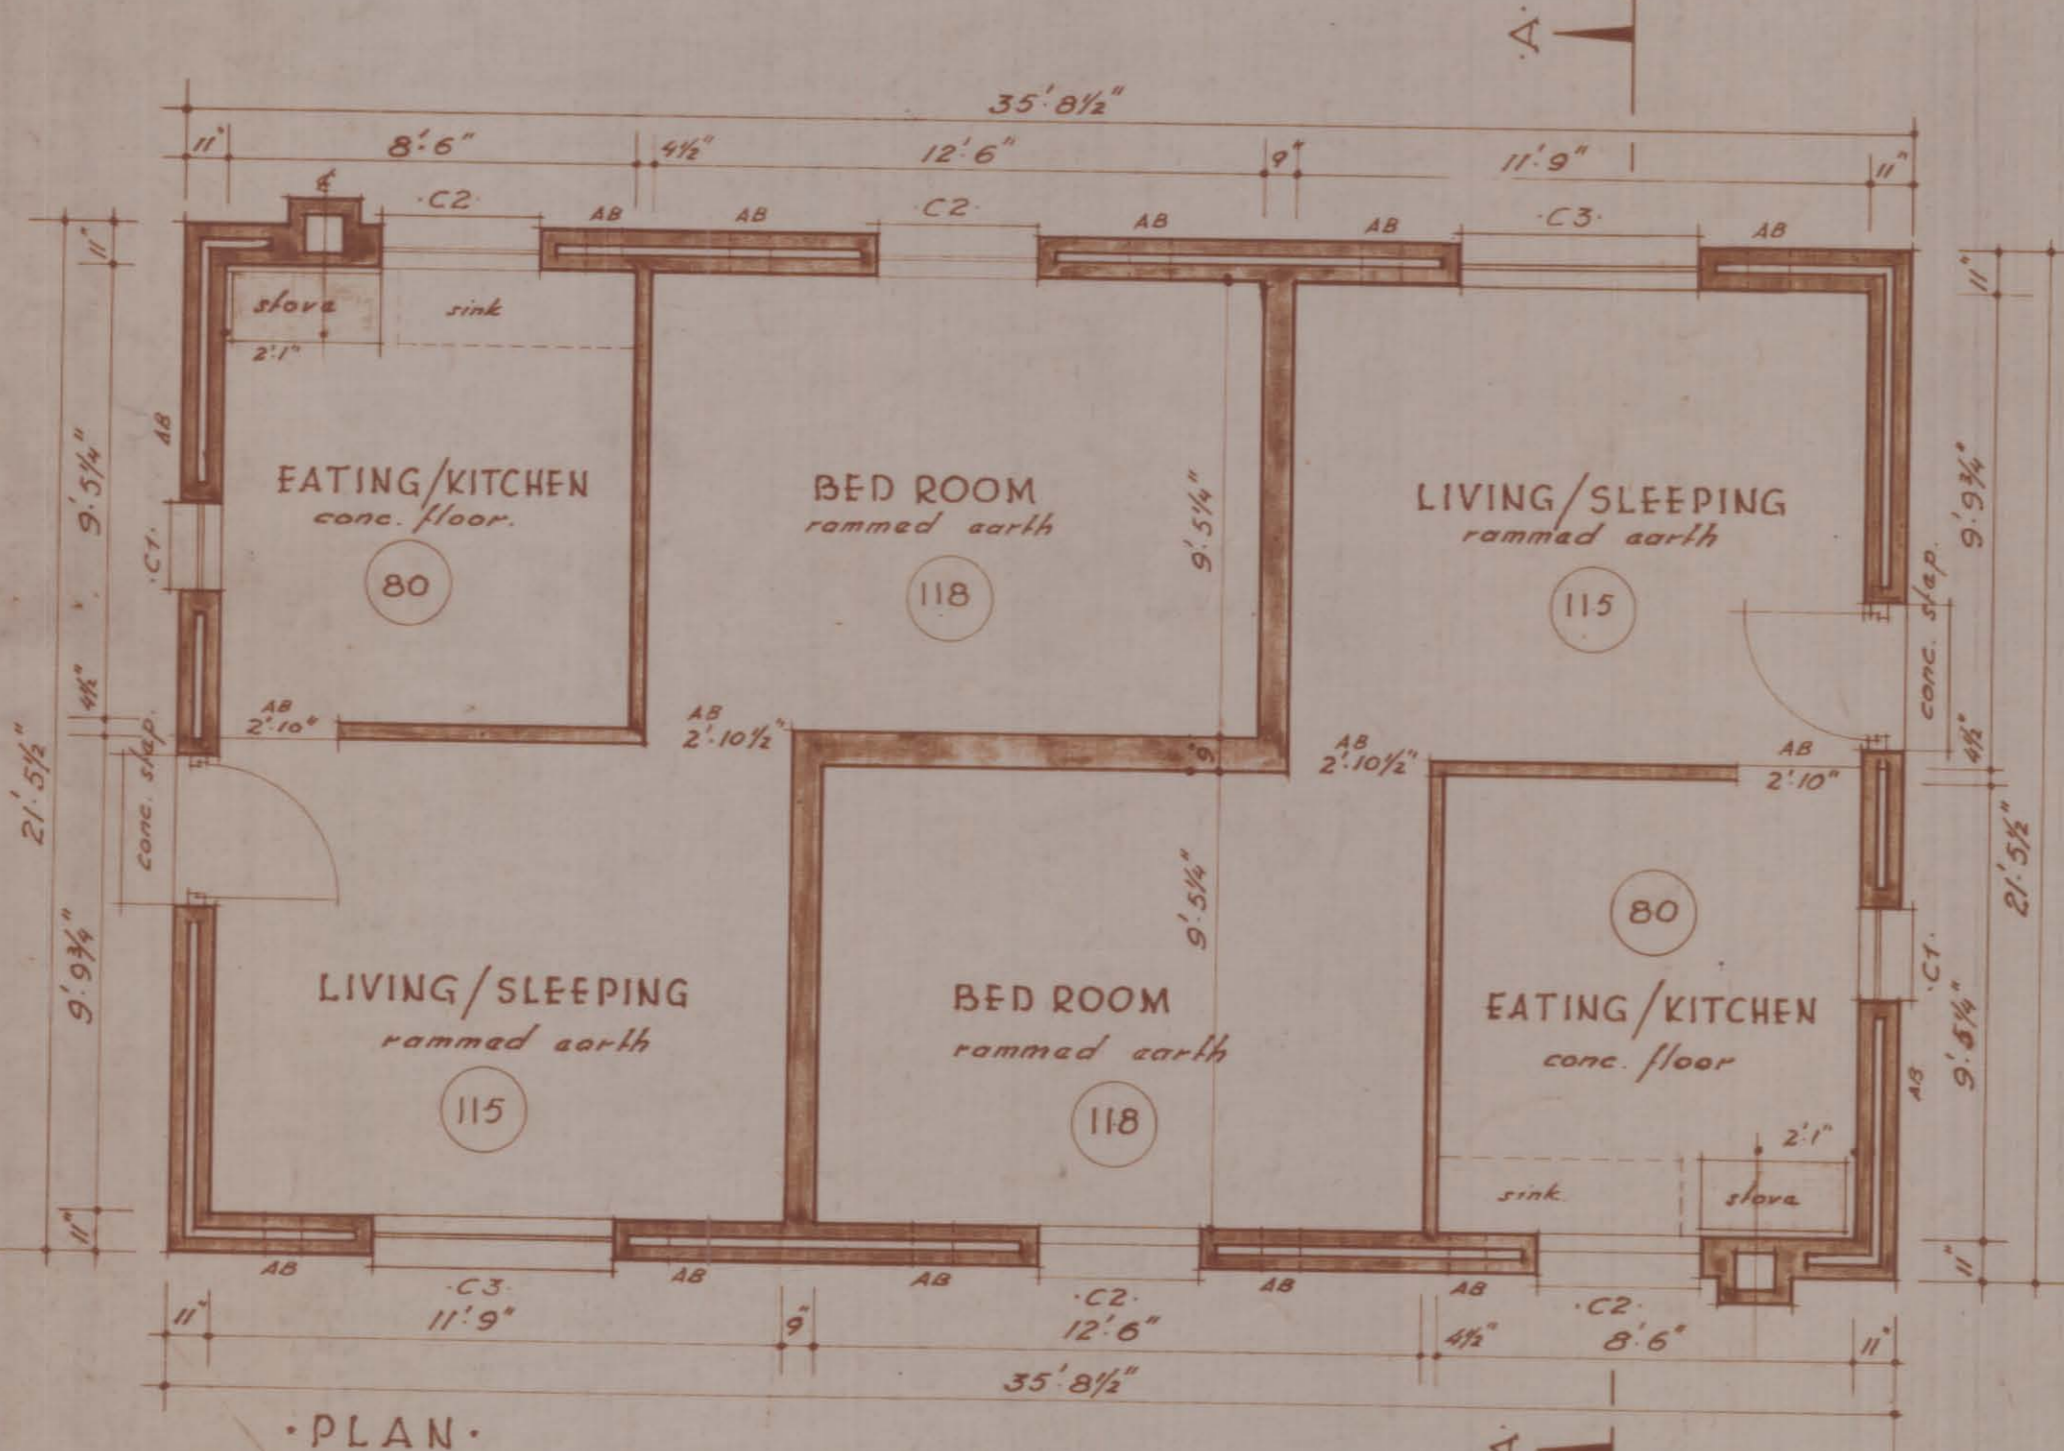 ·A·
35'·8½"
11" 8'·6" 4½" 12'·6" 9" 11'·9" 11"
·C2· AB AB ·C2· AB AB ·C3· AB
11" stove sink 11"
2'·1"
AB
9'·5¼" EATING/KITCHEN BED ROOM 9'·5¼" LIVING/SLEEPING 9'·9¾"
conc. floor. rammed earth rammed earth
·C1· 80 118 115
conc. step.
4½" AB AB AB AB 4½"
2'·10" 2'·10½" 9" 2'·10½" 2'·10"
21'·5½" conc. step. 21'·5½"
9'·5¼" 80 ·C1·
9'·9¾" LIVING/SLEEPING BED ROOM EATING/KITCHEN 9'·5¼"
rammed earth rammed earth conc. floor
115 118 AB
2'·1"
sink stove
11" 11"
AB ·C3· AB AB ·C2· AB AB ·C2·
11" 11'·9" 9" 12'·6" 4½" 8'·6" 11"
35'·8½"
·PLAN·
A